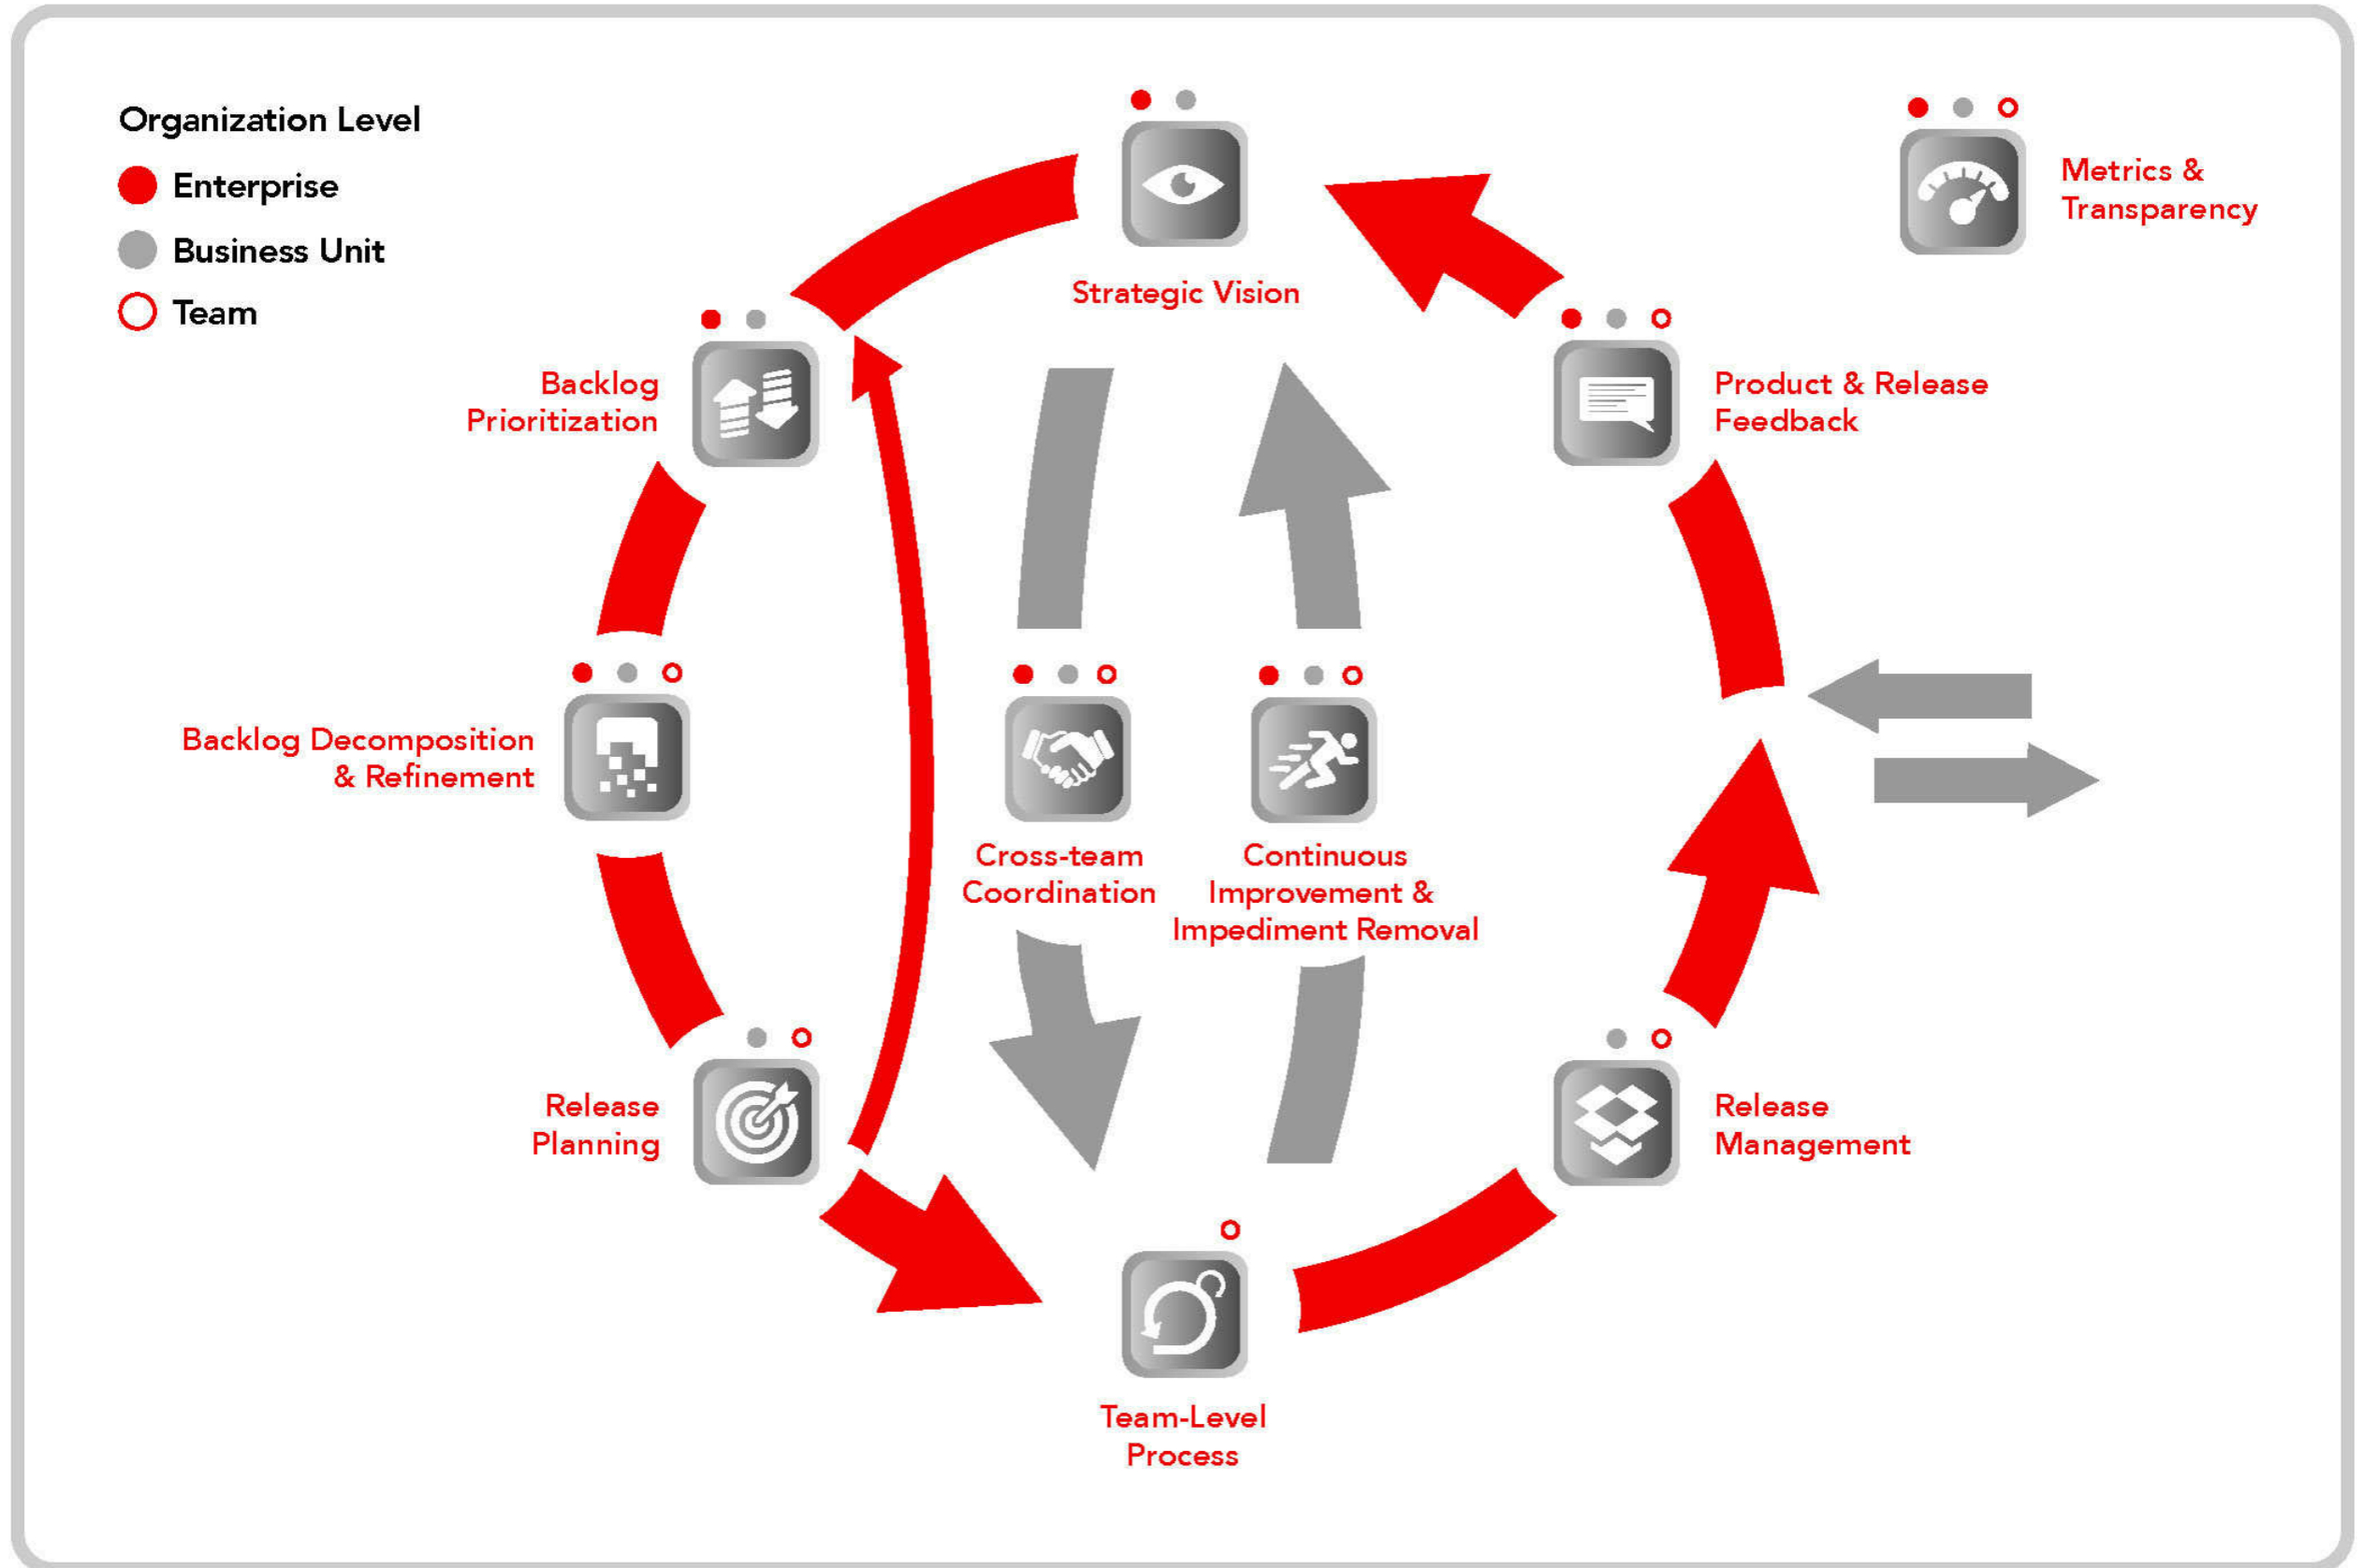 Organization Level
Enterprise
Business Unit
Team
Strategic Vision
Metrics &
Transparency
Backlog
Prioritization
Product & Release
Feedback
Backlog Decomposition
& Refinement
Cross-team
Coordination
Continuous
Improvement &
Impediment Removal
Release
Planning
Release
Management
Team-Level
Process